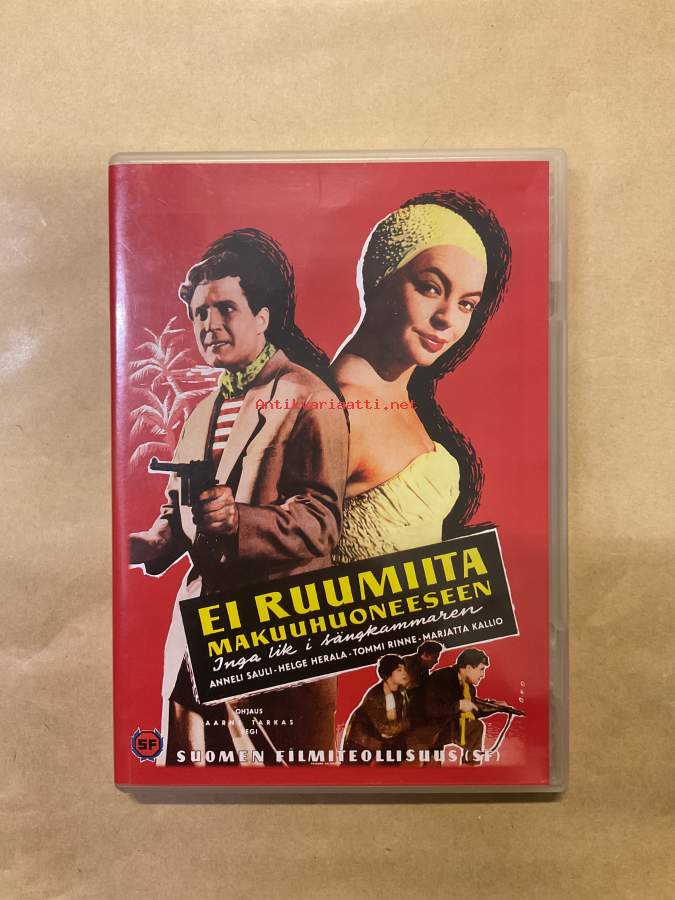 Antikvariaatti.net
EI RUUMIITA
MAKUUHUONEESEEN
Inga lik i sängkammaren
ANNELI SAULI - HELGE HERALA - TOMMI RINNE - MARJATTA KALLIO
OHJAUS
AARNE TARKAS
REGI
SF
SUOMEN FILMITEOLLISUUS (SF)